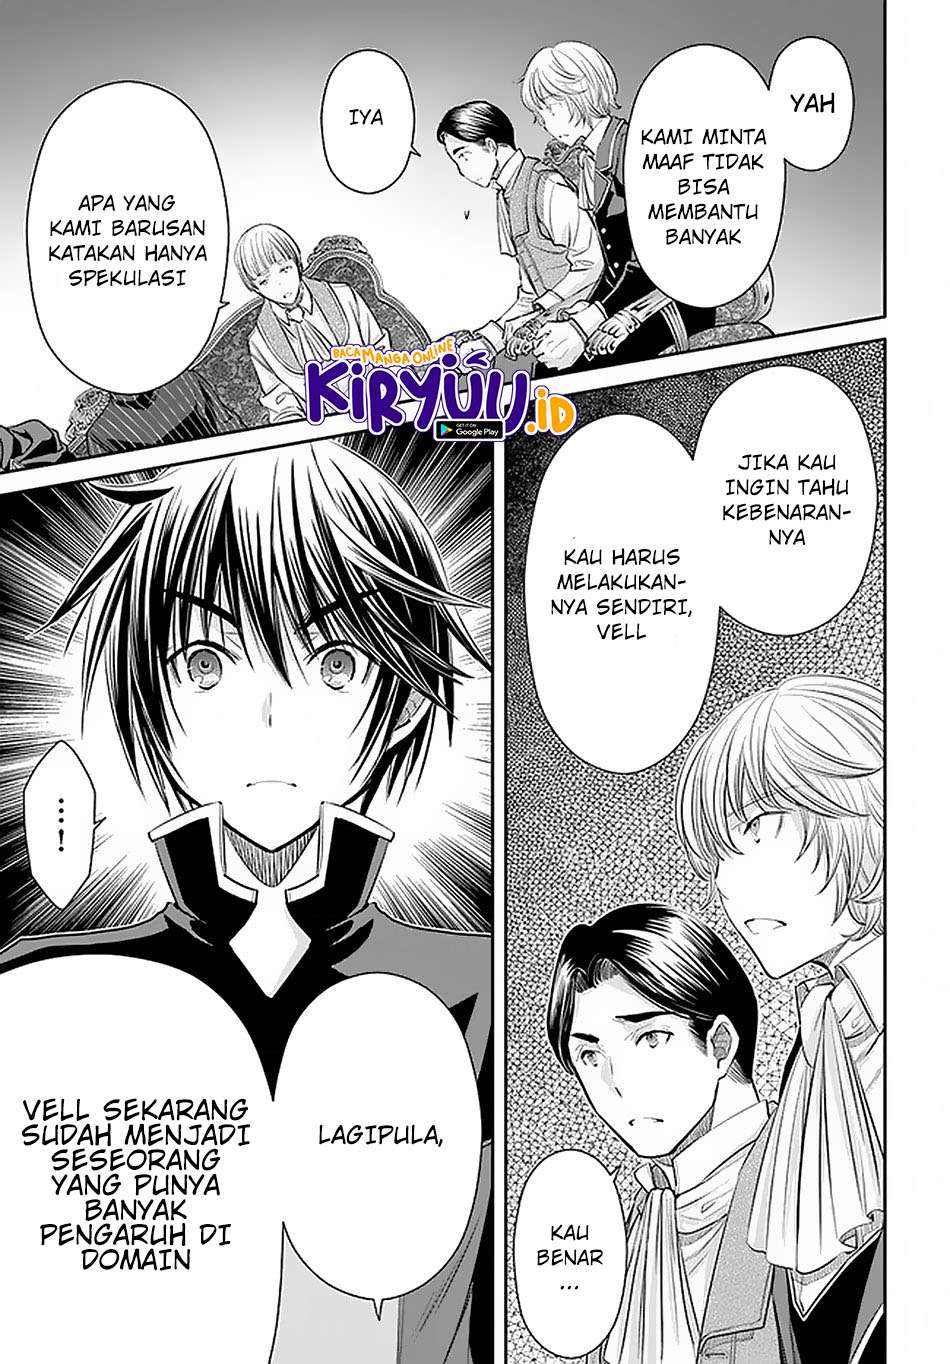 YAH
KAMI MINTA
MAAF TIDAK
BISA
MEMBANTU
BANYAK
IYA
APA YANG
KAMI BARUSAN
KATAKAN HANYA
SPEKULASI
BACA MANGA ONLINE
KIRYUU.ID
GET IT ON
Google Play
JIKA KAU
INGIN TAHU
KEBENARAN-
NYA
KAU HARUS
MELAKUKAN-
NYA SENDIRI,
VELL
...!
KAU
BENAR
...
LAGIPULA,
VELL SEKARANG
SUDAH MENJADI
SESEORANG
YANG PUNYA
BANYAK
PENGARUH DI
DOMAIN